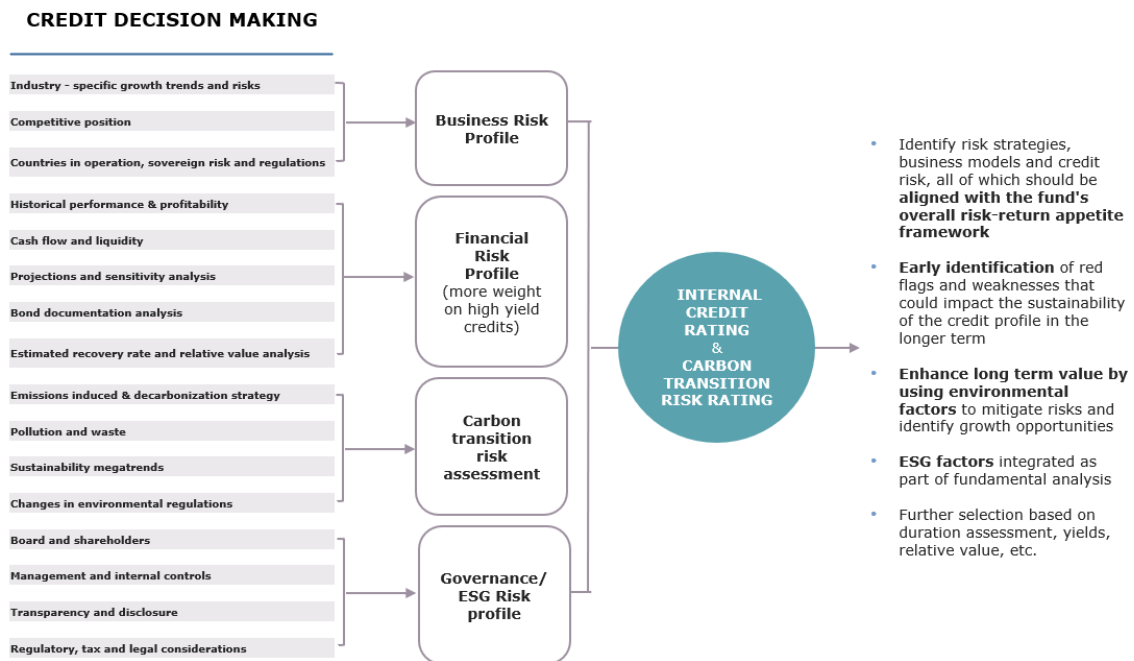 CREDIT DECISION MAKING
Industry - specific growth trends and risks
Competitive position
Countries in operation, sovereign risk and regulations
Historical performance & profitability
Cash flow and liquidity
Projections and sensitivity analysis
Bond documentation analysis
Estimated recovery rate and relative value analysis
Emissions induced & decarbonization strategy
Pollution and waste
Sustainability megatrends
Changes in environmental regulations
Board and shareholders
Management and internal controls
Transparency and disclosure
Regulatory, tax and legal considerations
Business Risk
Profile
Financial
Risk
Profile
(more weight
on high yield
credits)
Carbon
transition
risk
assessment
Governance/
ESG Risk
profile
INTERNAL
CREDIT
RATING
&
CARBON
TRANSITION
RISK RATING
• Identify risk strategies,
business models and credit
risk, all of which should be
aligned with the fund's
overall risk-return appetite
framework
• Early identification of red
flags and weaknesses that
could impact the sustainability
of the credit profile in the
longer term
• Enhance long term value by
using environmental
factors to mitigate risks and
identify growth opportunities
• ESG factors integrated as
part of fundamental analysis
• Further selection based on
duration assessment, yields,
relative value, etc.